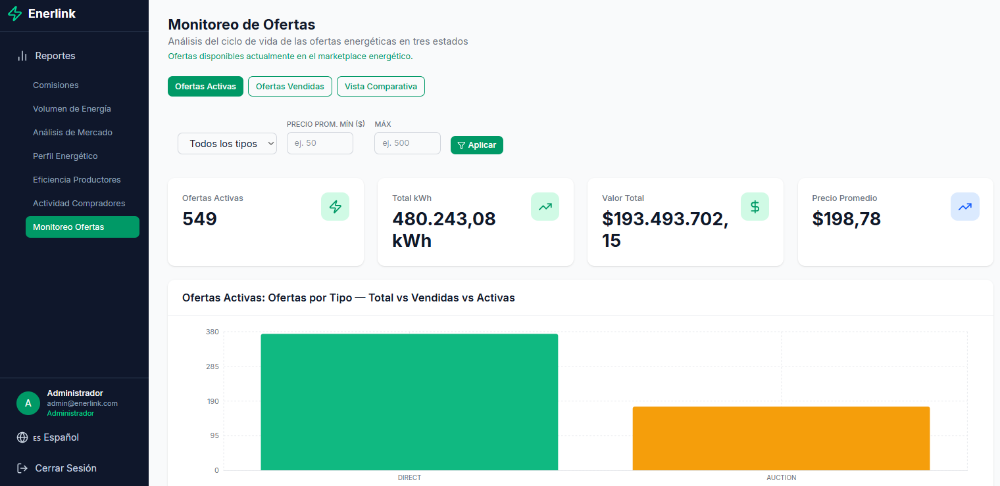 Enerlink
Reportes
Comisiones
Volumen de Energía
Análisis de Mercado
Perfil Energético
Eficiencia Productores
Actividad Compradores
Monitoreo Ofertas
A
Administrador
admin@enerlink.com
Administrador
ES Español
Cerrar Sesión
Monitoreo de Ofertas
Análisis del ciclo de vida de las ofertas energéticas en tres estados
Ofertas disponibles actualmente en el marketplace energético.
Ofertas Activas
Ofertas Vendidas
Vista Comparativa
PRECIO PROM. MÍN ($)
MÁX
Todos los tipos
ej. 50
ej. 500
Aplicar
Ofertas Activas
549
Total kWh
480.243,08
kWh
Valor Total
$193.493.702,
15
Precio Promedio
$198,78
Ofertas Activas: Ofertas por Tipo — Total vs Vendidas vs Activas
380
285
190
95
0
DIRECT
AUCTION